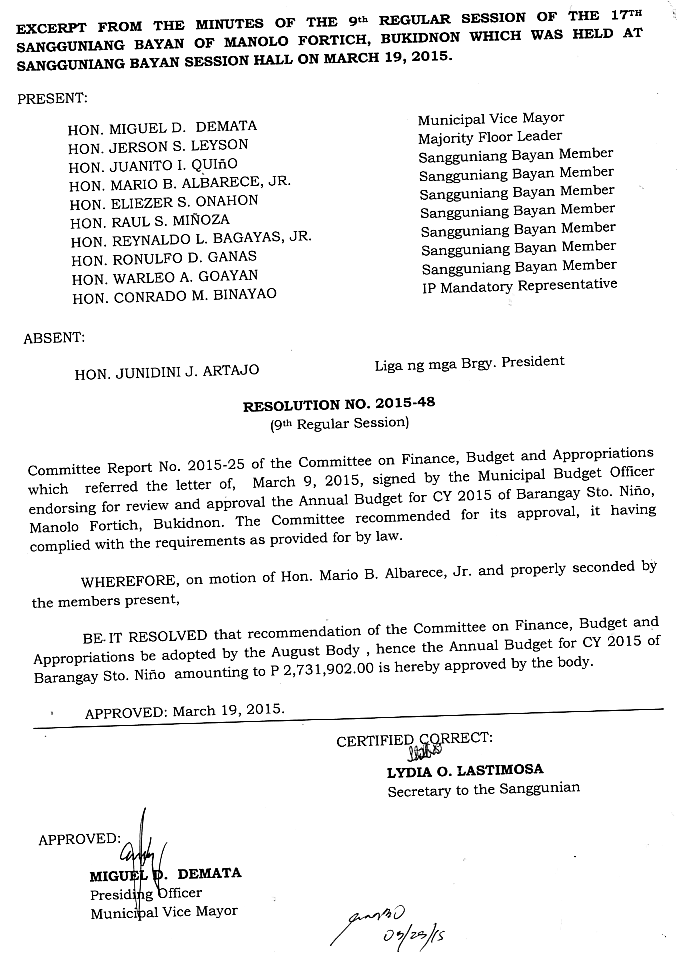 EXCERPT FROM THE MINUTES OF THE 9th REGULAR SESSION OF THE 17TH
SANGGUNIANG BAYAN OF MANOLO FORTICH, BUKIDNON WHICH WAS HELD AT
SANGGUNIANG BAYAN SESSION HALL ON MARCH 19, 2015.
PRESENT:
HON. MIGUEL D. DEMATA Municipal Vice Mayor
HON. JERSON S. LEYSON Majority Floor Leader
HON. JUANITO I. QUIñO Sangguniang Bayan Member
HON. MARIO B. ALBARECE, JR. Sangguniang Bayan Member
HON. ELIEZER S. ONAHON Sangguniang Bayan Member
HON. RAUL S. MIÑOZA Sangguniang Bayan Member
HON. REYNALDO L. BAGAYAS, JR. Sangguniang Bayan Member
HON. RONULFO D. GANAS Sangguniang Bayan Member
HON. WARLEO A. GOAYAN Sangguniang Bayan Member
HON. CONRADO M. BINAYAO IP Mandatory Representative
ABSENT:
HON. JUNIDINI J. ARTAJO Liga ng mga Brgy. President
RESOLUTION NO. 2015-48
(9th Regular Session)
Committee Report No. 2015-25 of the Committee on Finance, Budget and Appropriations
which referred the letter of, March 9, 2015, signed by the Municipal Budget Officer
endorsing for review and approval the Annual Budget for CY 2015 of Barangay Sto. Niño,
Manolo Fortich, Bukidnon. The Committee recommended for its approval, it having
complied with the requirements as provided for by law.
WHEREFORE, on motion of Hon. Mario B. Albarece, Jr. and properly seconded by
the members present,
BE-IT RESOLVED that recommendation of the Committee on Finance, Budget and
Appropriations be adopted by the August Body , hence the Annual Budget for CY 2015 of
Barangay Sto. Niño amounting to P 2,731,902.00 is hereby approved by the body.
APPROVED: March 19, 2015.
CERTIFIED CORRECT:
LYDIA O. LASTIMOSA
Secretary to the Sanggunian
APPROVED:
MIGUEL D. DEMATA
Presiding Officer
Municipal Vice Mayor